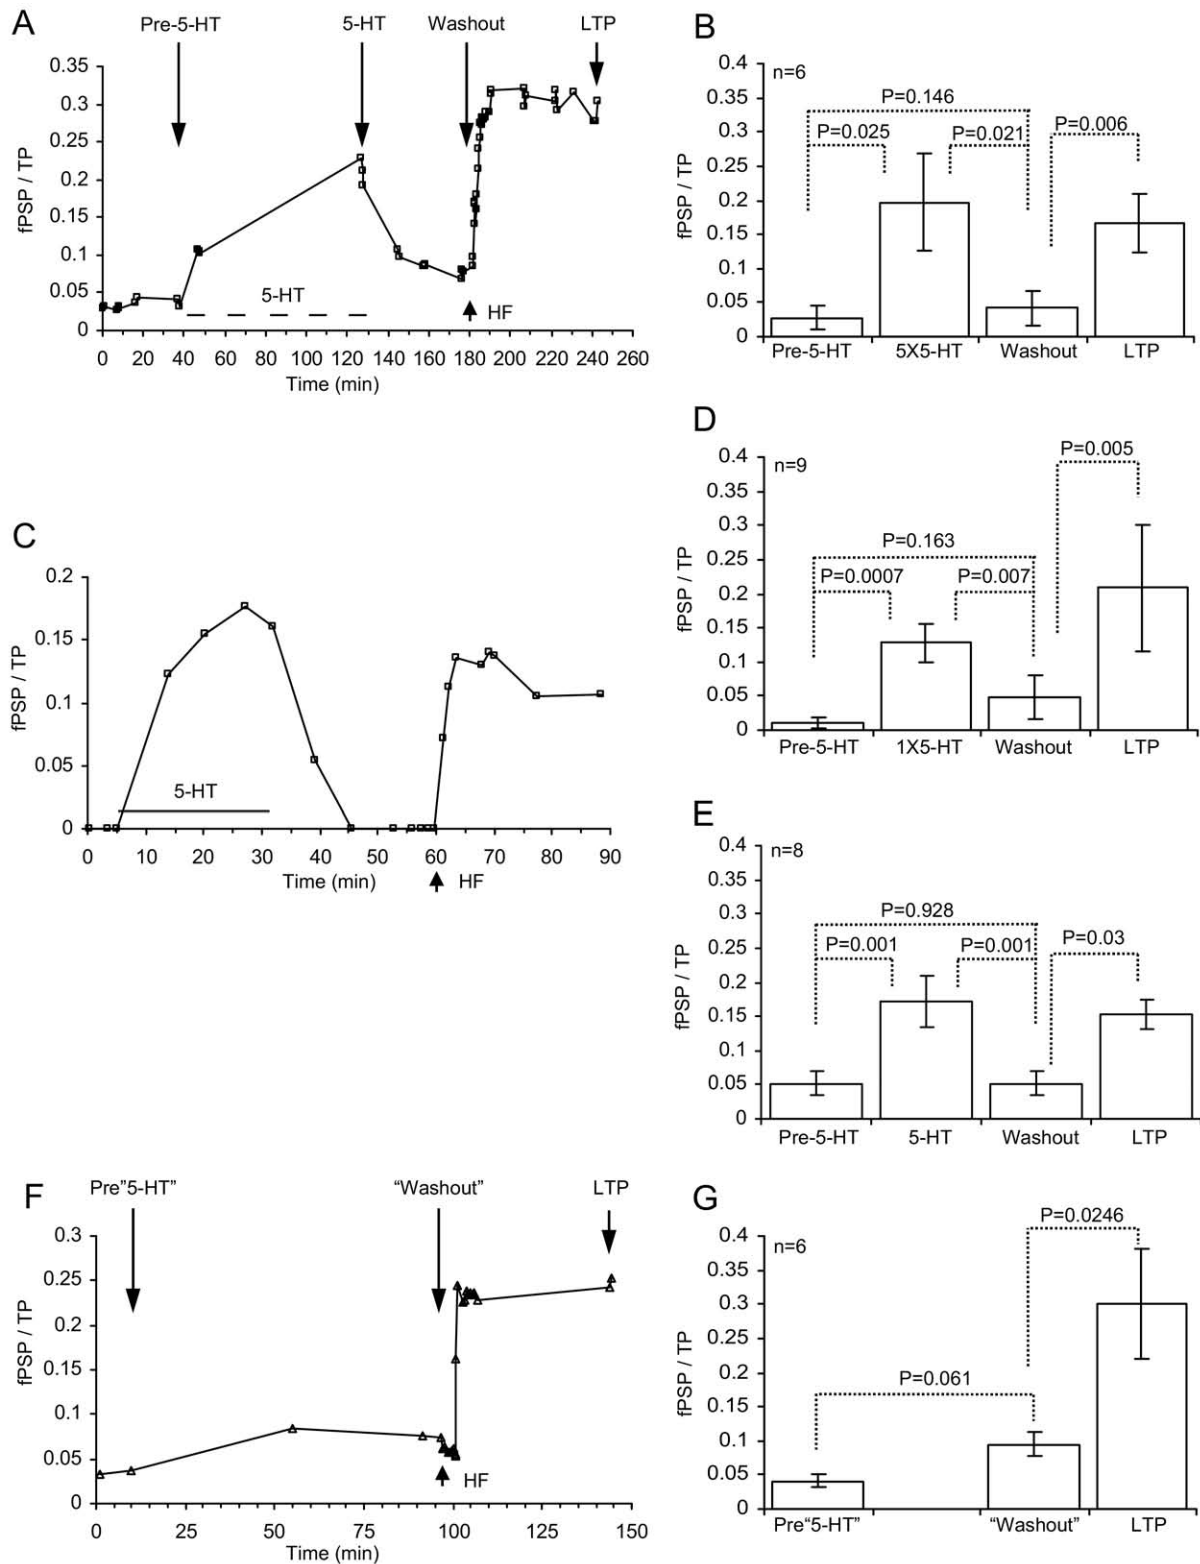 A
Pre-5-HT 5-HT Washout LTP
0.35
0.3
0.25
0.2
0.15
0.1
0.05
0
fPSP / TP
5-HT
HF
0 20 40 60 80 100 120 140 160 180 200 220 240 260
Time (min)
B
n=6
0.4
0.35
0.3
0.25
0.2
0.15
0.1
0.05
0
fPSP / TP
P=0.146
P=0.025 P=0.021 P=0.006
Pre-5-HT 5X5-HT Washout LTP
C
0.2
0.15
0.1
0.05
0
fPSP / TP
5-HT
0 10 20 30 40 50 60 70 80 90
Time (min)
HF
D
n=9
0.4
0.35
0.3
0.25
0.2
0.15
0.1
0.05
0
fPSP / TP
P=0.005
P=0.163
P=0.0007 P=0.007
Pre-5-HT 1X5-HT Washout LTP
E
n=8
0.4
0.35
0.3
0.25
0.2
0.15
0.1
0.05
0
fPSP / TP
P=0.928
P=0.001 P=0.001 P=0.03
Pre-5-HT 5-HT Washout LTP
F
Pre"5-HT" "Washout" LTP
0.3
0.25
0.2
0.15
0.1
0.05
0
fPSP / TP
HF
0 25 50 75 100 125 150
Time (min)
G
n=6
0.4
0.35
0.3
0.25
0.2
0.15
0.1
0.05
0
fPSP / TP
P=0.0246
P=0.061
Pre"5-HT" "Washout" LTP